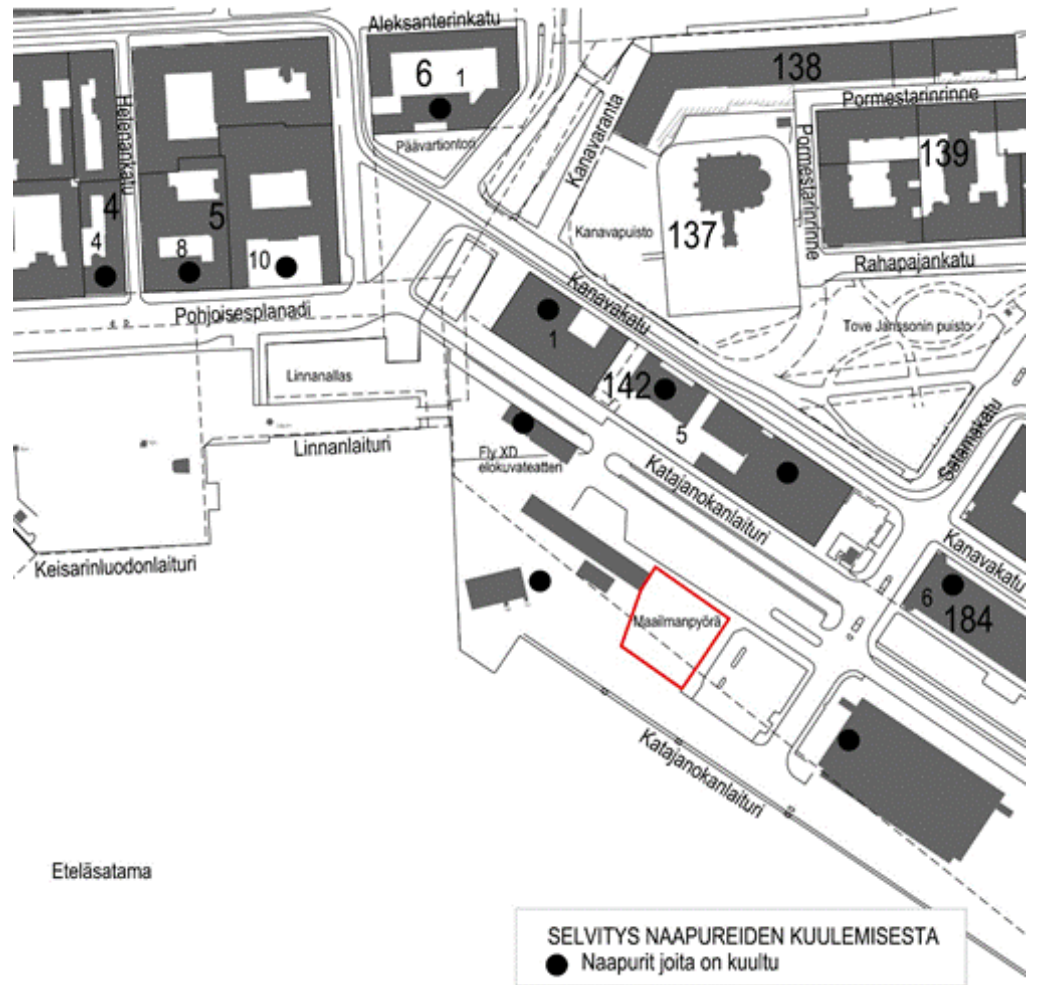 Aleksanterinkatu
6
1
138
Pormestarinrinne
Helenankatu
Päävartiontori
Kanavaranta
Pormestarinrinne
139
4
5
137
Kanavapuisto
4
8
10
Rahapajankatu
Pohjoisesplanadi
Kanavakatu
Tove Janssonin puisto
1
Linnanallas
142
5
Satamakatu
Linnanlaituri
Fly XD
elokuvateatteri
Katajanokanlaituri
Keisarinluodonlaituri
Kanavakatu
6
184
Maailmanpyörä
Katajanokanlaituri
Eteläsatama
SELVITYS NAAPUREIDEN KUULEMISESTA
Naapurit joita on kuultu